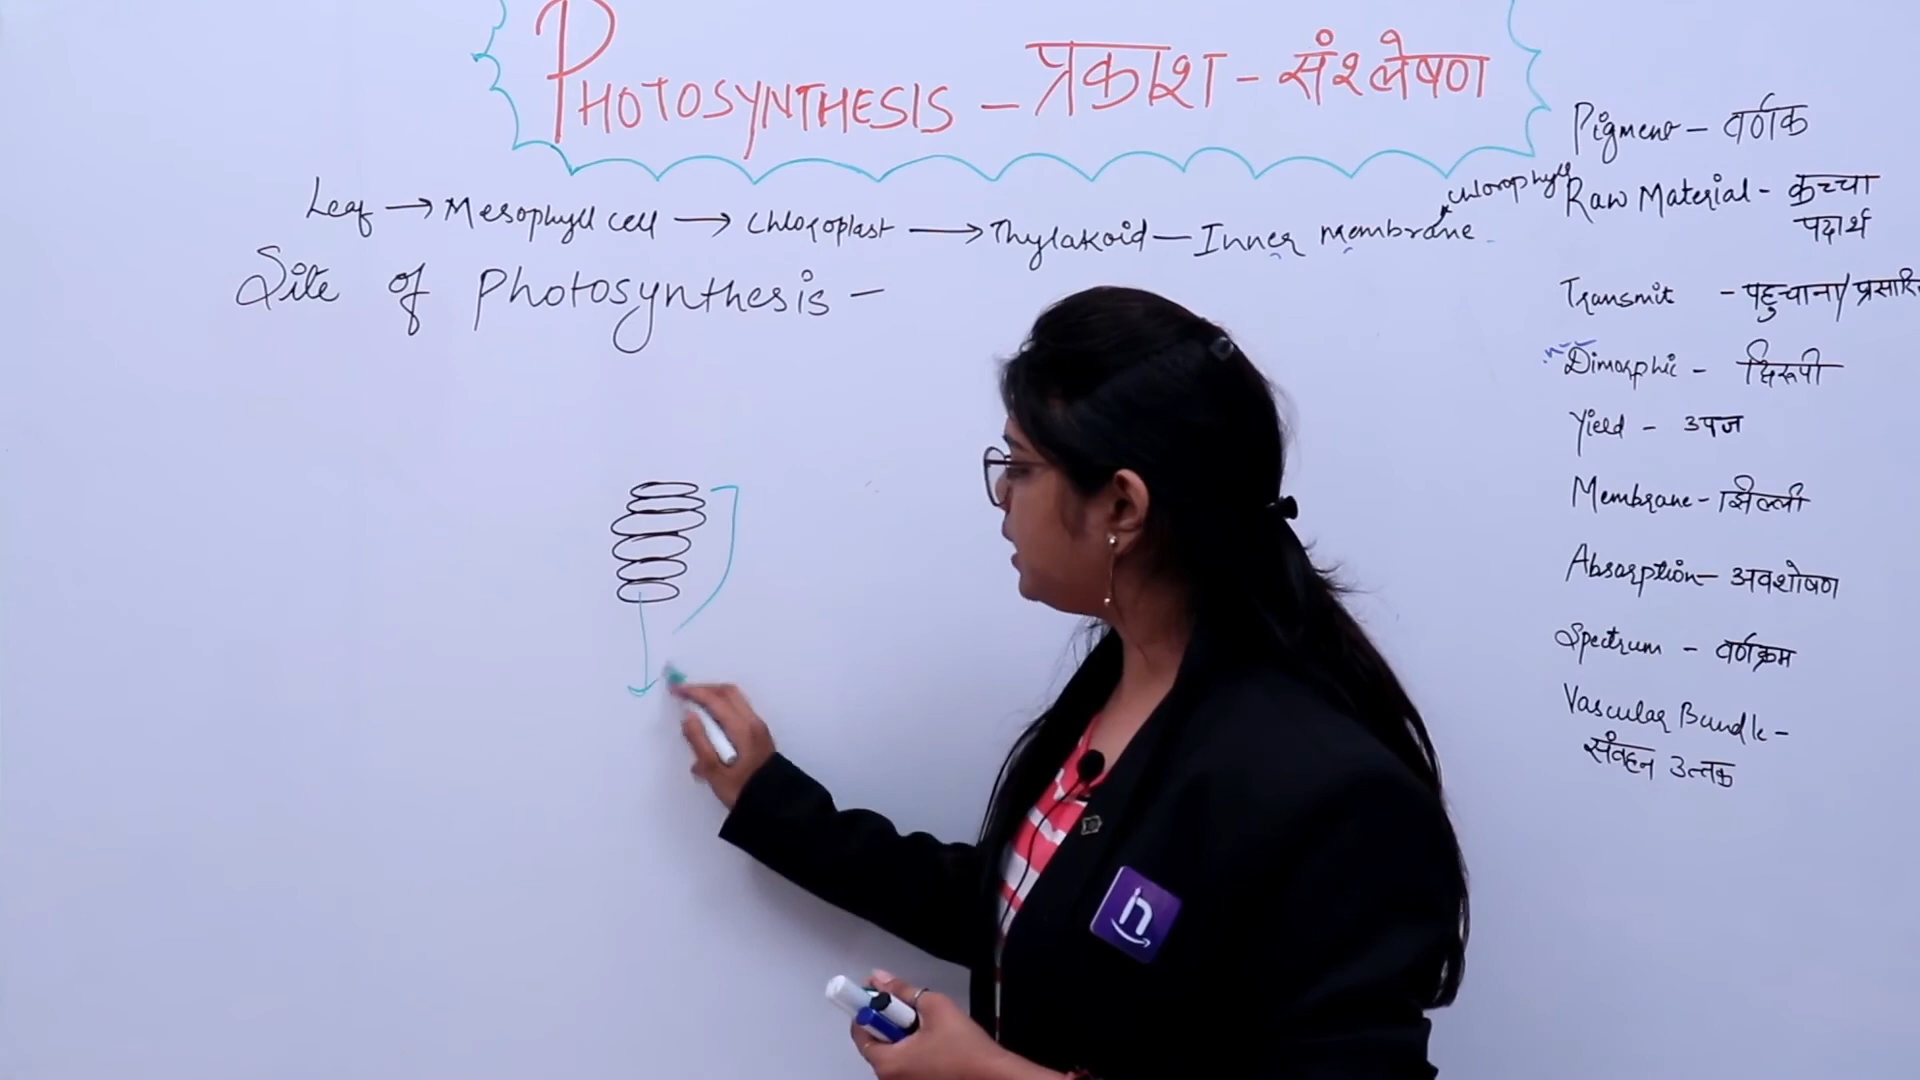 PHOTOSYNTHESIS - प्रकाश - संश्लेषण
Leaf → Mesophyll cell → Chloroplast → Thylakoid — Inner membrane
chlorophyll
Site of photosynthesis -
Pigment - वर्णक
Raw Material - कच्चा
पदार्थ
Transmit - पहुचाना/
Dimorphic - द्विरूपी
Yield - उपज
Membrane - झिल्ली
Absorption - अवशोषण
Spectrum - वर्णक्रम
Vascular Bundle -
संवहन उत्तक
n